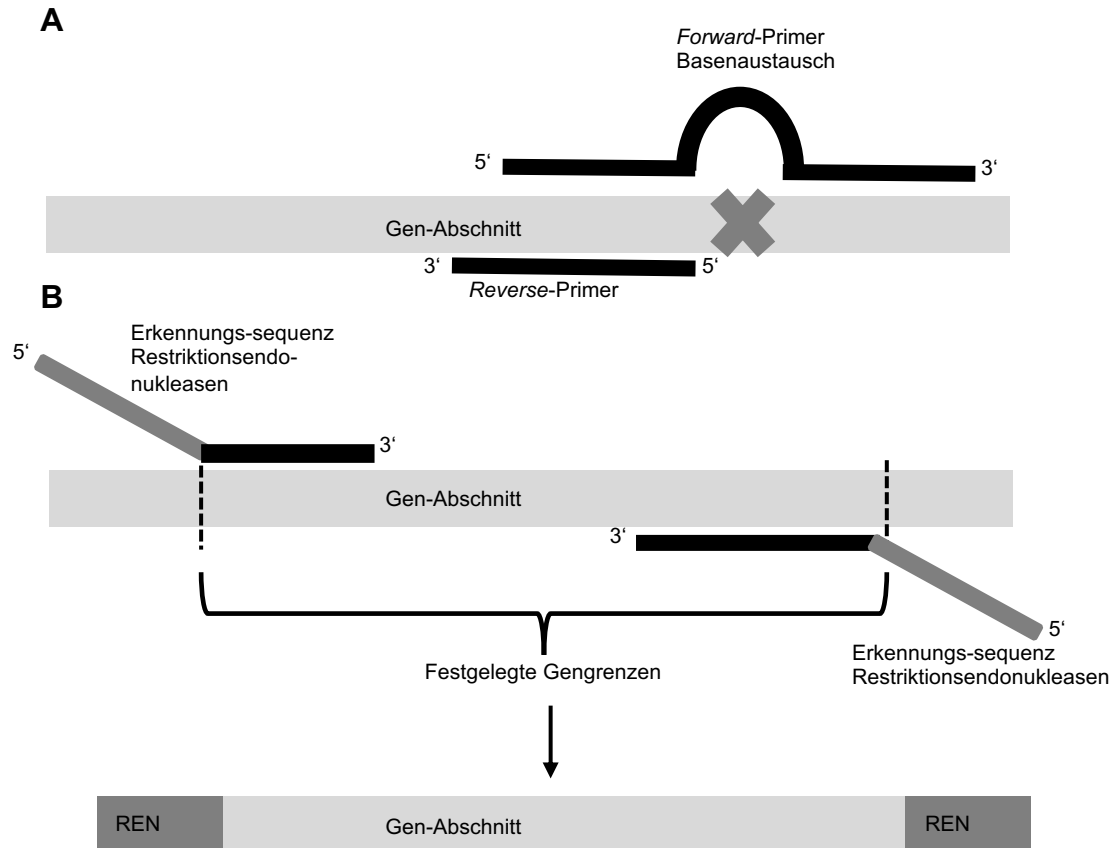 A
Forward-Primer
Basenaustausch
5‘
3‘
Gen-Abschnitt
3‘
5‘
Reverse-Primer
B
Erkennungs-sequenz
Restriktionsendo-
nukleasen
5‘
3‘
Gen-Abschnitt
3‘
5‘
Erkennungs-sequenz
Restriktionsendonukleasen
Festgelegte Gengrenzen
REN
Gen-Abschnitt
REN